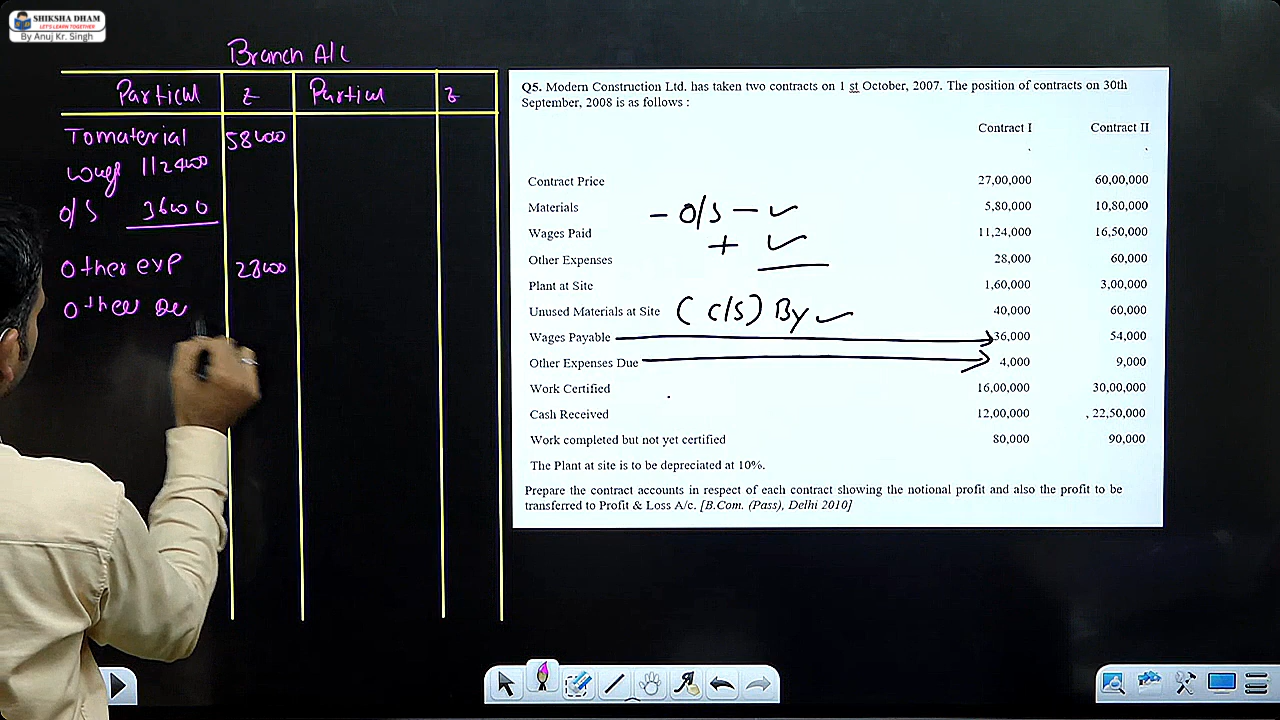 SHIKSHA DHAM
LET'S LEARN TOGETHER
By Anuj Kr. Singh
Branch A/c
Particul ₹ Particul ₹
To material 58400
wages 112400
O/S 36000
Other exp 28000
Other De
Q5. Modern Construction Ltd. has taken two contracts on 1 st October, 2007. The position of contracts on 30th
September, 2008 is as follows :
Contract I Contract II
Contract Price 27,00,000 60,00,000
Materials 5,80,000 10,80,000
– O/S – ✓
Wages Paid 11,24,000 16,50,000
+ ✓
Other Expenses 28,000 60,000
Plant at Site 1,60,000 3,00,000
Unused Materials at Site (C/S) By ✓ 40,000 60,000
Wages Payable 36,000 54,000
Other Expenses Due 4,000 9,000
Work Certified 16,00,000 30,00,000
Cash Received 12,00,000 , 22,50,000
Work completed but not yet certified 80,000 90,000
The Plant at site is to be depreciated at 10%.
Prepare the contract accounts in respect of each contract showing the notional profit and also the profit to be
transferred to Profit & Loss A/c. [B.Com. (Pass), Delhi 2010]